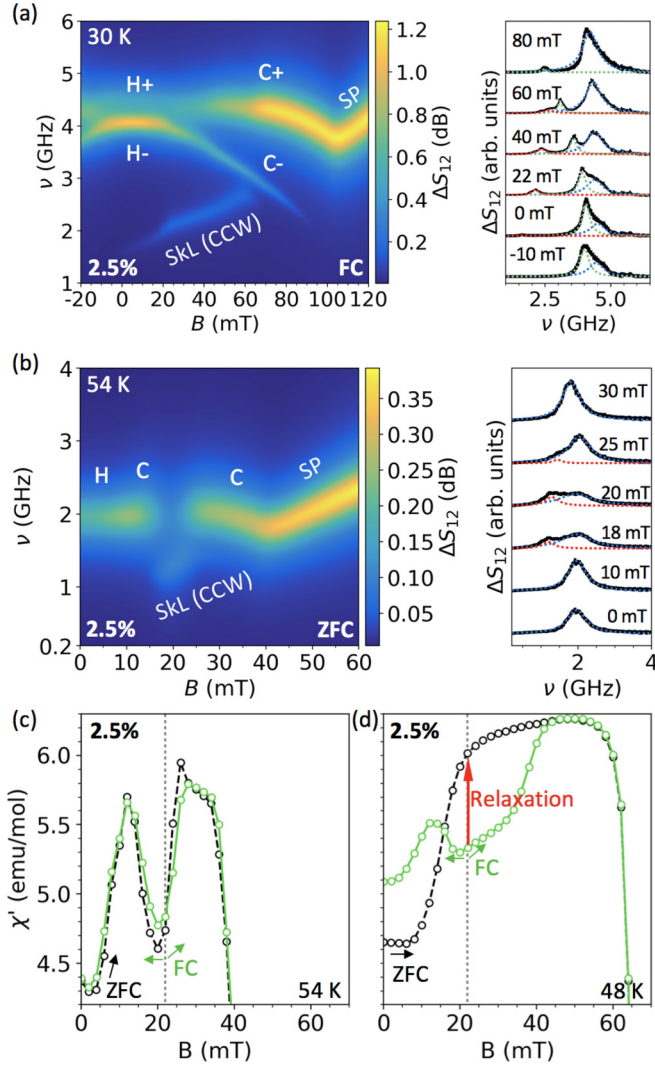 (a)
30 K
H+
H-
C+
C-
SP
SkL (CCW)
2.5%
FC
ν (GHz)
6
5
4
3
2
1
-20 0 20 40 60 80 100 120
B (mT)
1.2
1.0
0.8
0.6
0.4
0.2
ΔS12 (dB)
ΔS12 (arb. units)
80 mT
60 mT
40 mT
22 mT
0 mT
-10 mT
2.5 5.0
ν (GHz)
(b)
54 K
H
C
C
SP
SkL (CCW)
2.5%
ZFC
ν (GHz)
4
3
2
1
0.2
0 10 20 30 40 50 60
B (mT)
0.35
0.30
0.25
0.20
0.15
0.10
0.05
ΔS12 (dB)
ΔS12 (arb. units)
30 mT
25 mT
20 mT
18 mT
10 mT
0 mT
2 4
ν (GHz)
(c)
2.5%
χ' (emu/mol)
6.0
5.5
5.0
4.5
ZFC
FC
54 K
0 20 40 60
B (mT)
(d)
2.5%
Relaxation
FC
ZFC
48 K
0 20 40 60
B (mT)